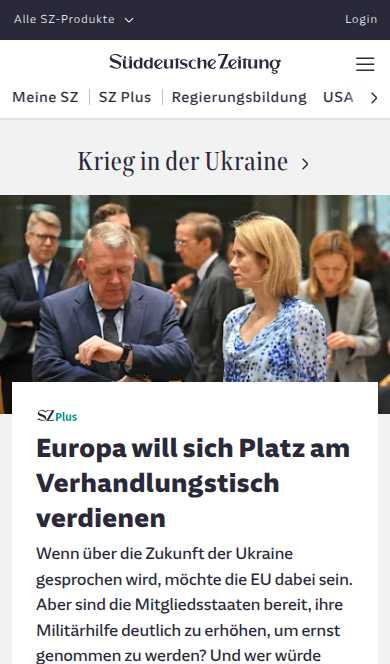 Alle SZ-Produkte
Login
Süddeutsche Zeitung
Meine SZ
SZ Plus
Regierungsbildung
USA
Krieg in der Ukraine
SZ Plus
Europa will sich Platz am
Verhandlungstisch
verdienen
Wenn über die Zukunft der Ukraine
gesprochen wird, möchte die EU dabei sein.
Aber sind die Mitgliedsstaaten bereit, ihre
Militärhilfe deutlich zu erhöhen, um ernst
genommen zu werden? Und wer würde